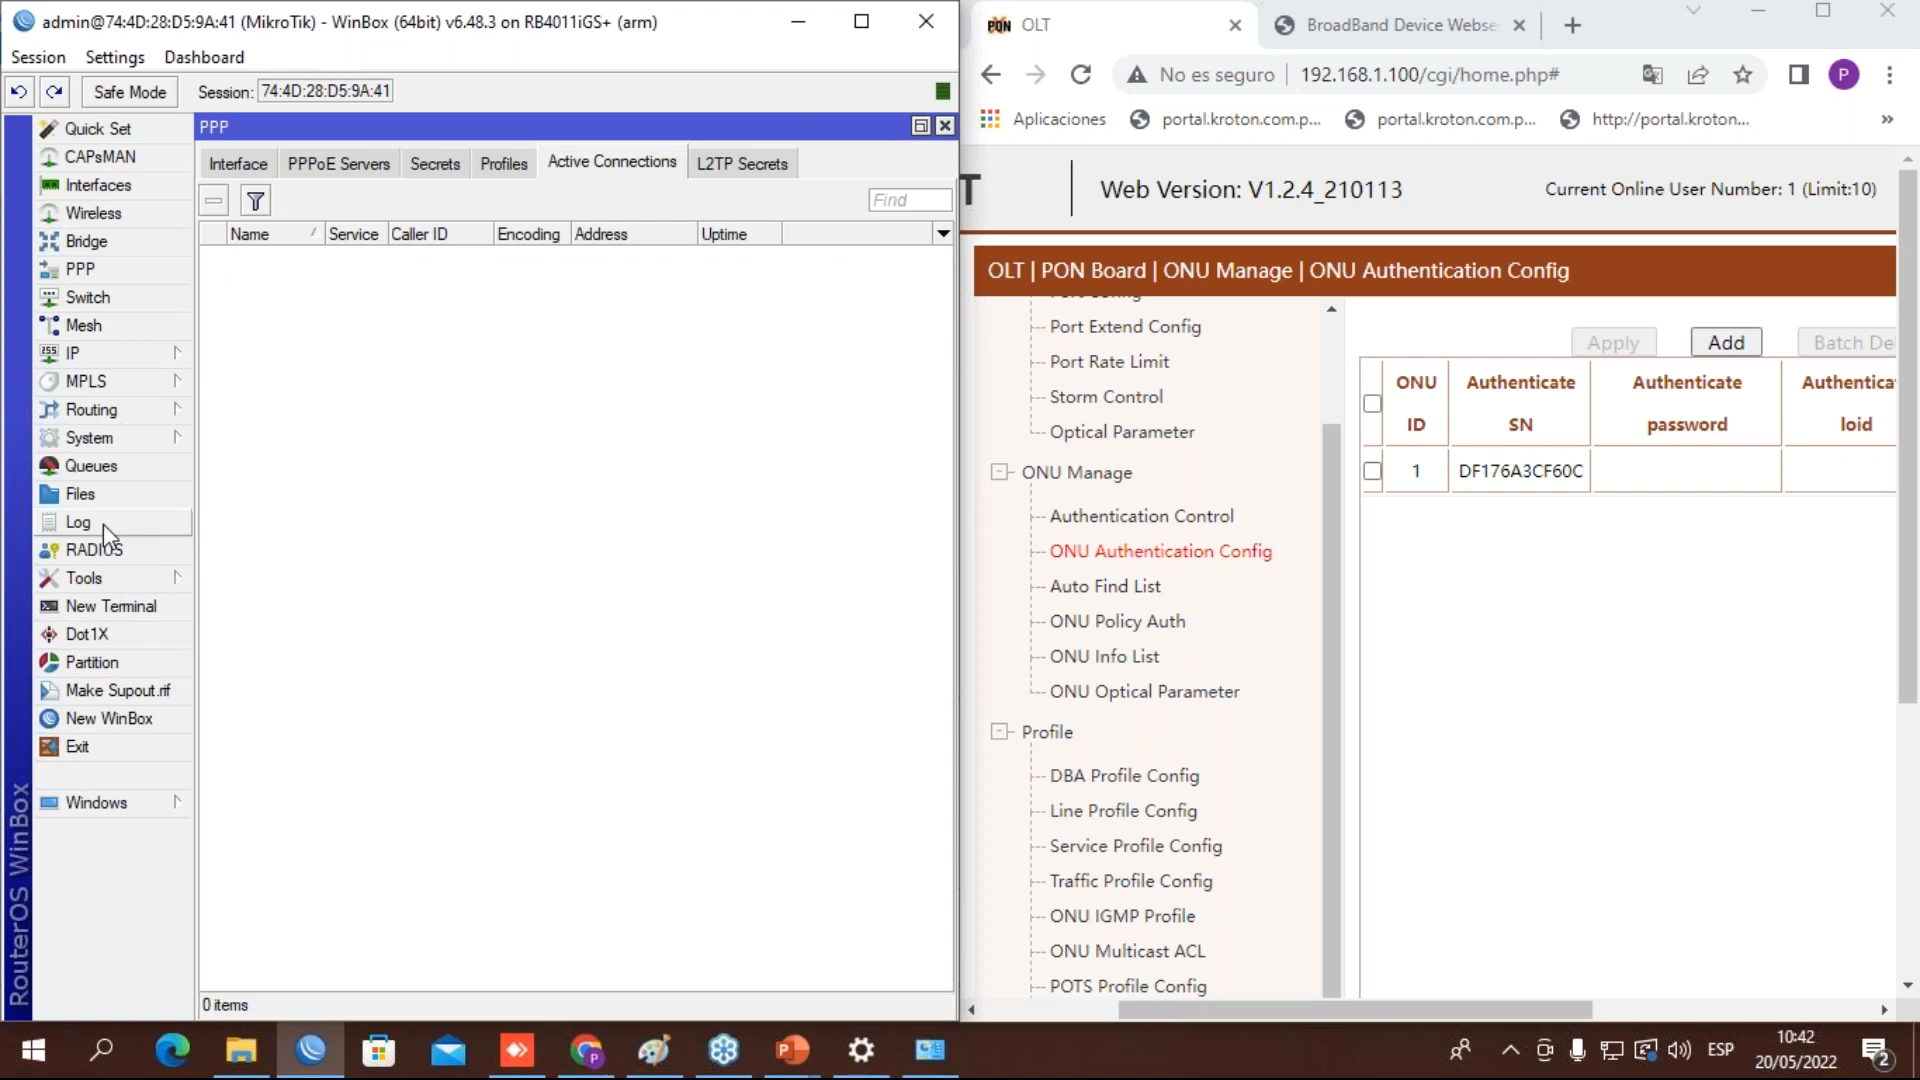 admin@74:4D:28:D5:9A:41 (MikroTik) - WinBox (64bit) v6.48.3 on RB4011iGS+ (arm)
Session Settings Dashboard
Safe Mode Session: 74:4D:28:D5:9A:41
Quick Set
CAPsMAN
Interfaces
Wireless
Bridge
PPP
Switch
Mesh
IP
MPLS
Routing
System
Queues
Files
Log
RADIUS
Tools
New Terminal
Dot1X
Partition
Make Supout.rif
New WinBox
Exit
Windows
RouterOS WinBox
PPP
Interface PPPoE Servers Secrets Profiles Active Connections L2TP Secrets
Find
Name Service Caller ID Encoding Address Uptime
0 items
PON OLT
BroadBand Device Webse
No es seguro 192.168.1.100/cgi/home.php#
P
Aplicaciones portal.kroton.com.p... portal.kroton.com.p... http://portal.kroton... »
T Web Version: V1.2.4_210113 Current Online User Number: 1 (Limit:10)
OLT | PON Board | ONU Manage | ONU Authentication Config
Port Extend Config
Port Rate Limit
Storm Control
Optical Parameter
ONU Manage
Authentication Control
ONU Authentication Config
Auto Find List
ONU Policy Auth
ONU Info List
ONU Optical Parameter
Profile
DBA Profile Config
Line Profile Config
Service Profile Config
Traffic Profile Config
ONU IGMP Profile
ONU Multicast ACL
POTS Profile Config
Apply Add Batch De
ONU ID Authenticate SN Authenticate password Authentica loid
1 DF176A3CF60C
P
P
ESP
10:42
20/05/2022
2